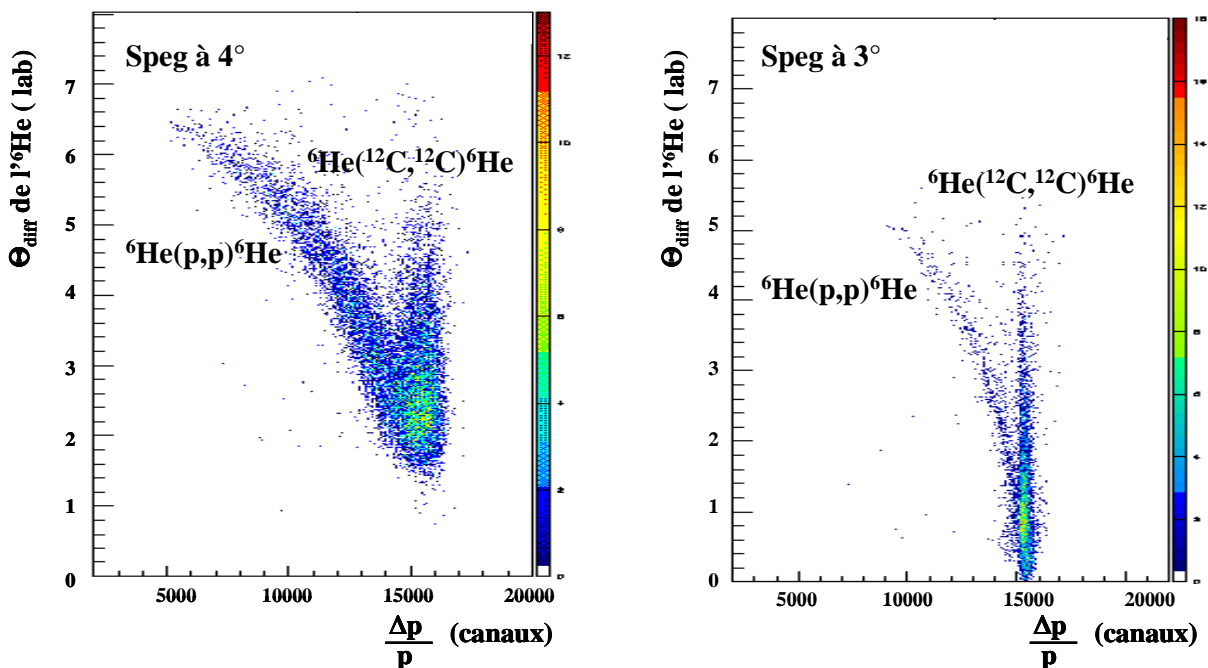 Speg à 4°
Θdiff de l'⁶He ( lab)
7
6
5
4
3
2
1
0
⁶He(¹²C,¹²C)⁶He
⁶He(p,p)⁶He
5000 10000 15000 20000
Δp
p
(canaux)
Speg à 3°
Θdiff de l'⁶He ( lab)
7
6
5
4
3
2
1
0
⁶He(¹²C,¹²C)⁶He
⁶He(p,p)⁶He
5000 10000 15000 20000
Δp
p
(canaux)